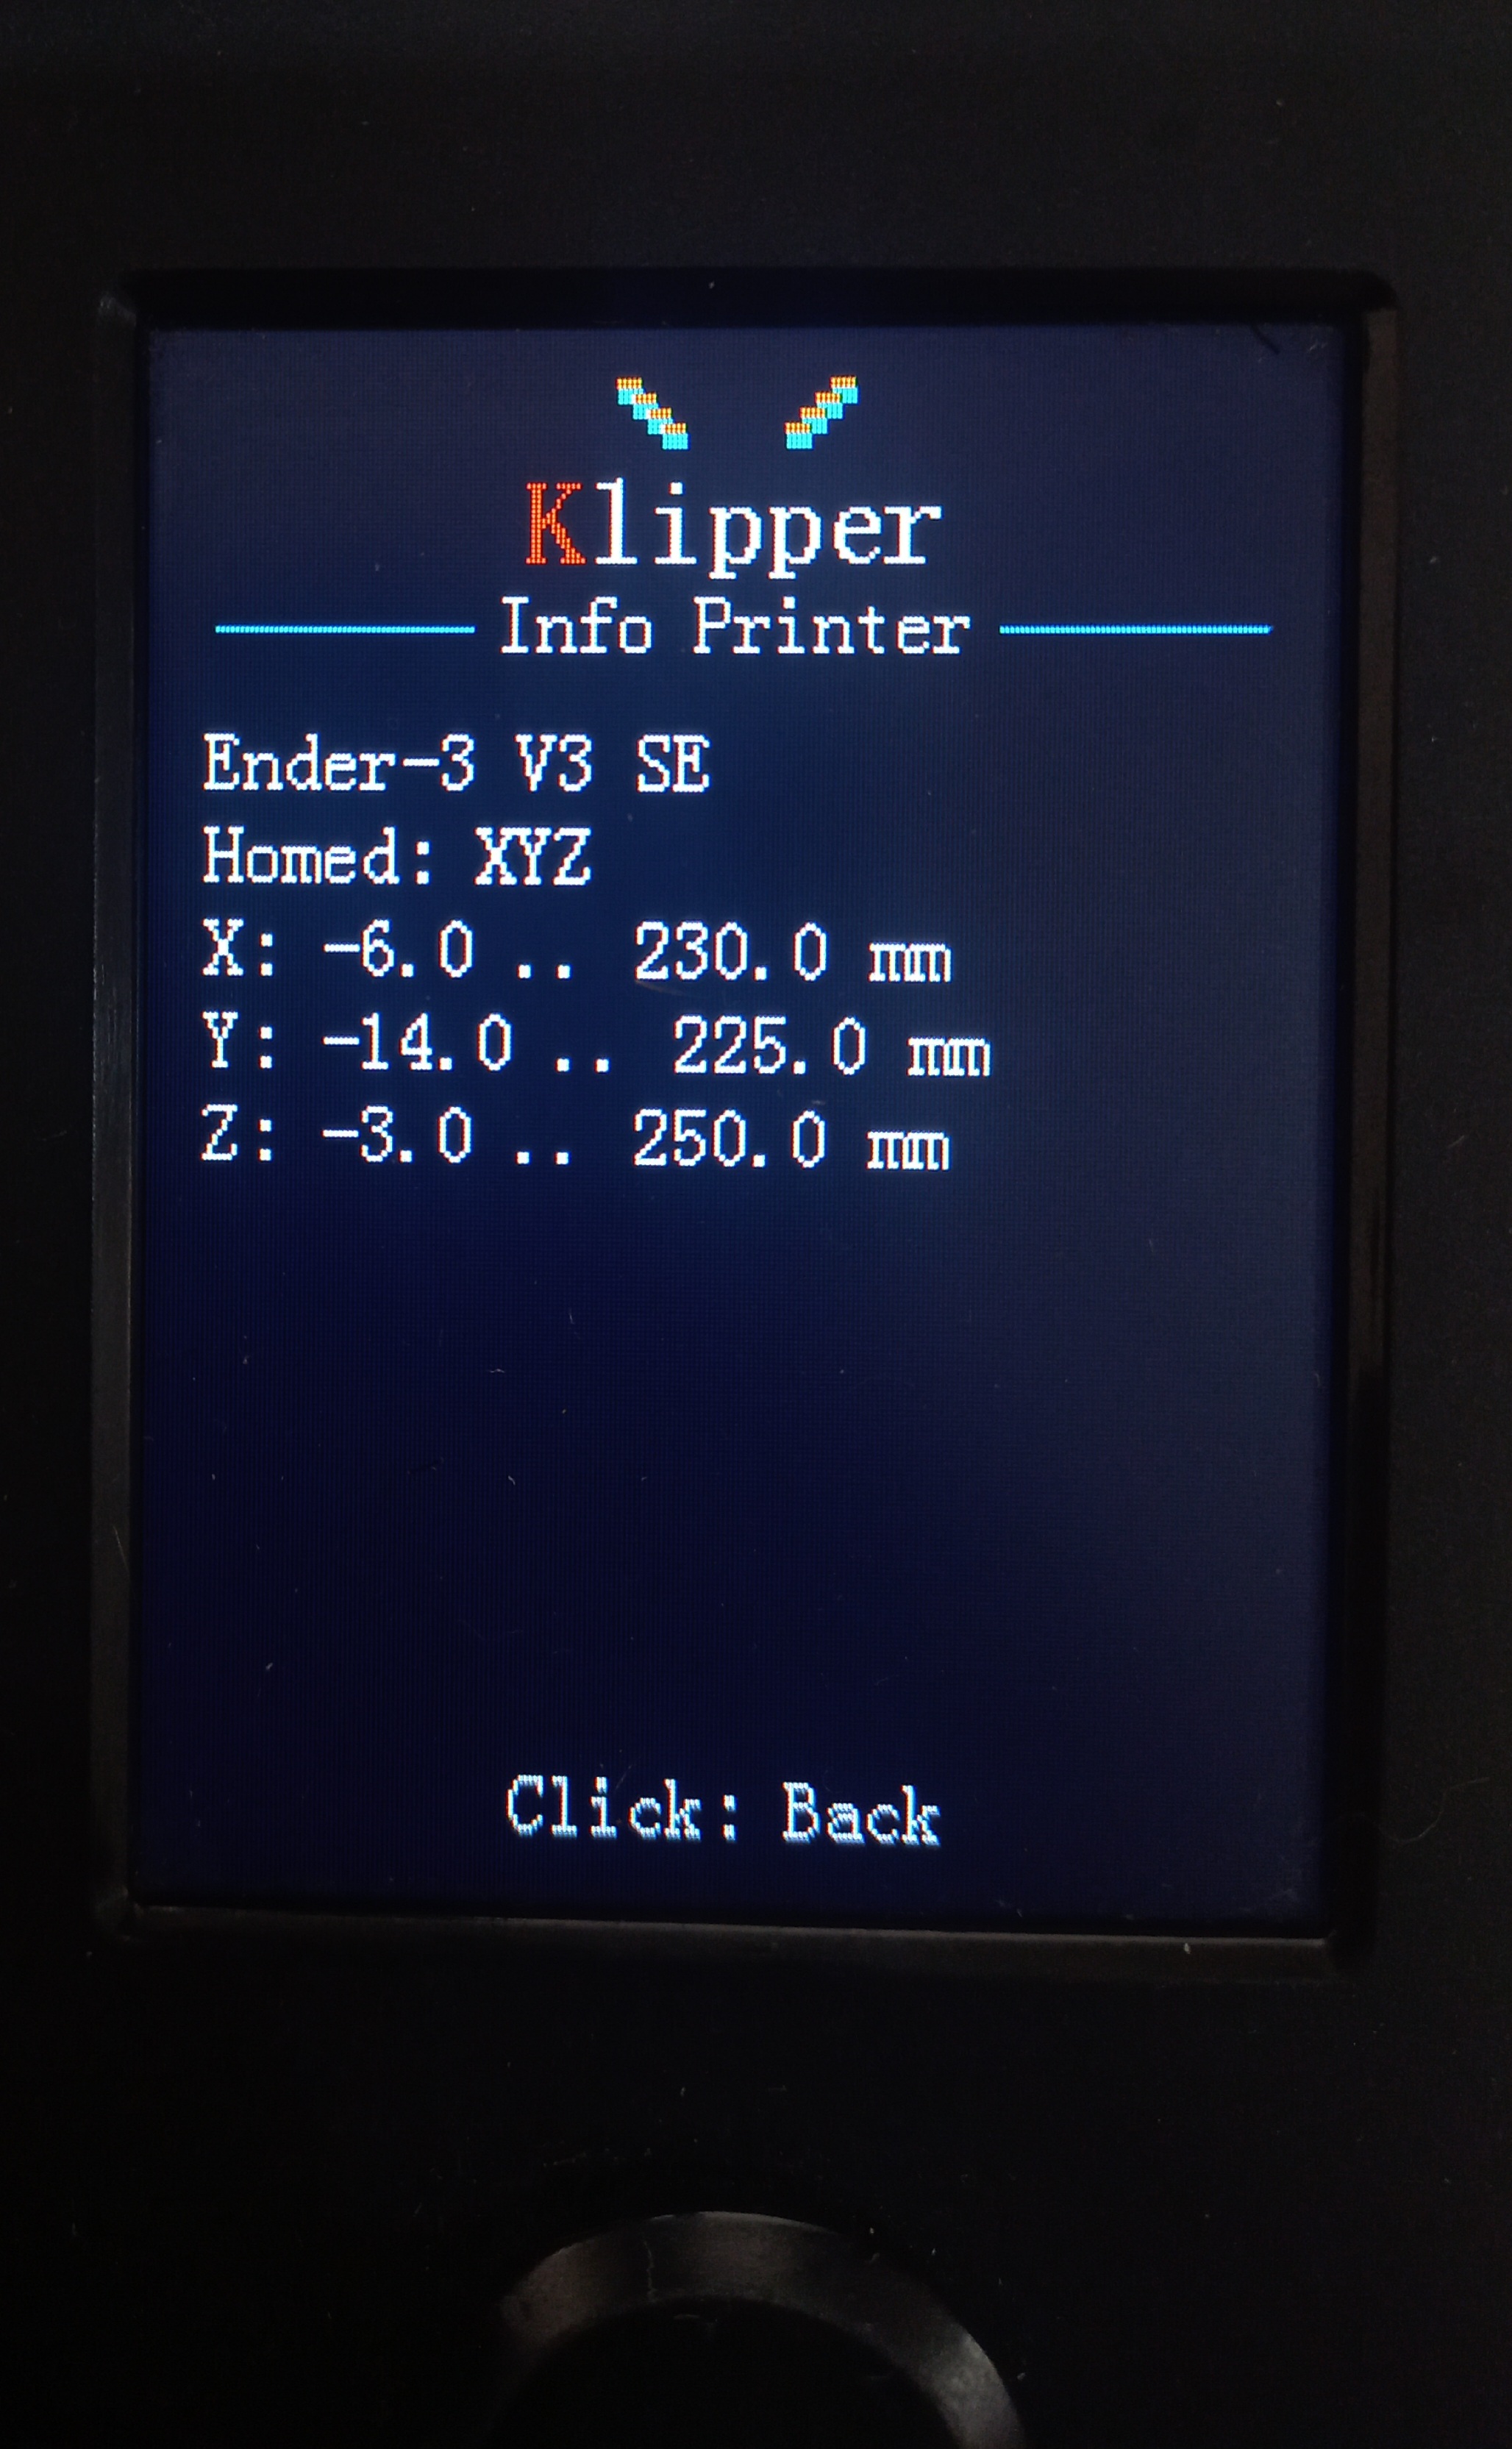 Klipper
Info Printer
Ender-3 V3 SE
Homed: XYZ
X: -6.0 .. 230.0 mm
Y: -14.0 .. 225.0 mm
Z: -3.0 .. 250.0 mm
Click: Back